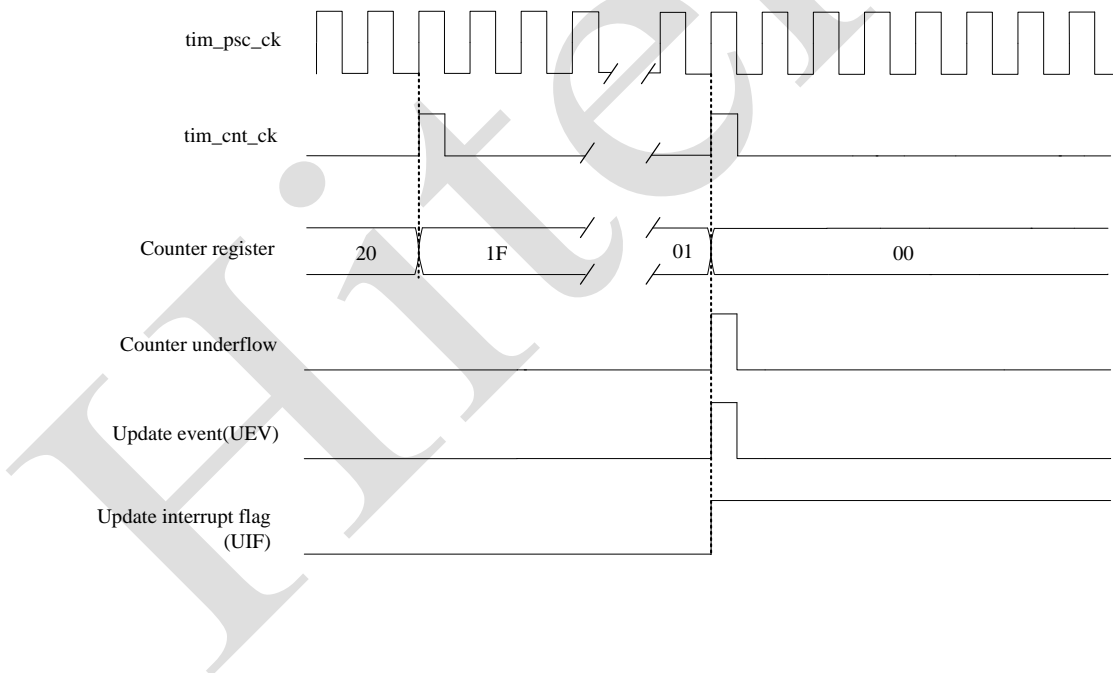 tim_psc_ck
tim_cnt_ck
Counter register
20
1F
01
00
Counter underflow
Update event(UEV)
Update interrupt flag
(UIF)